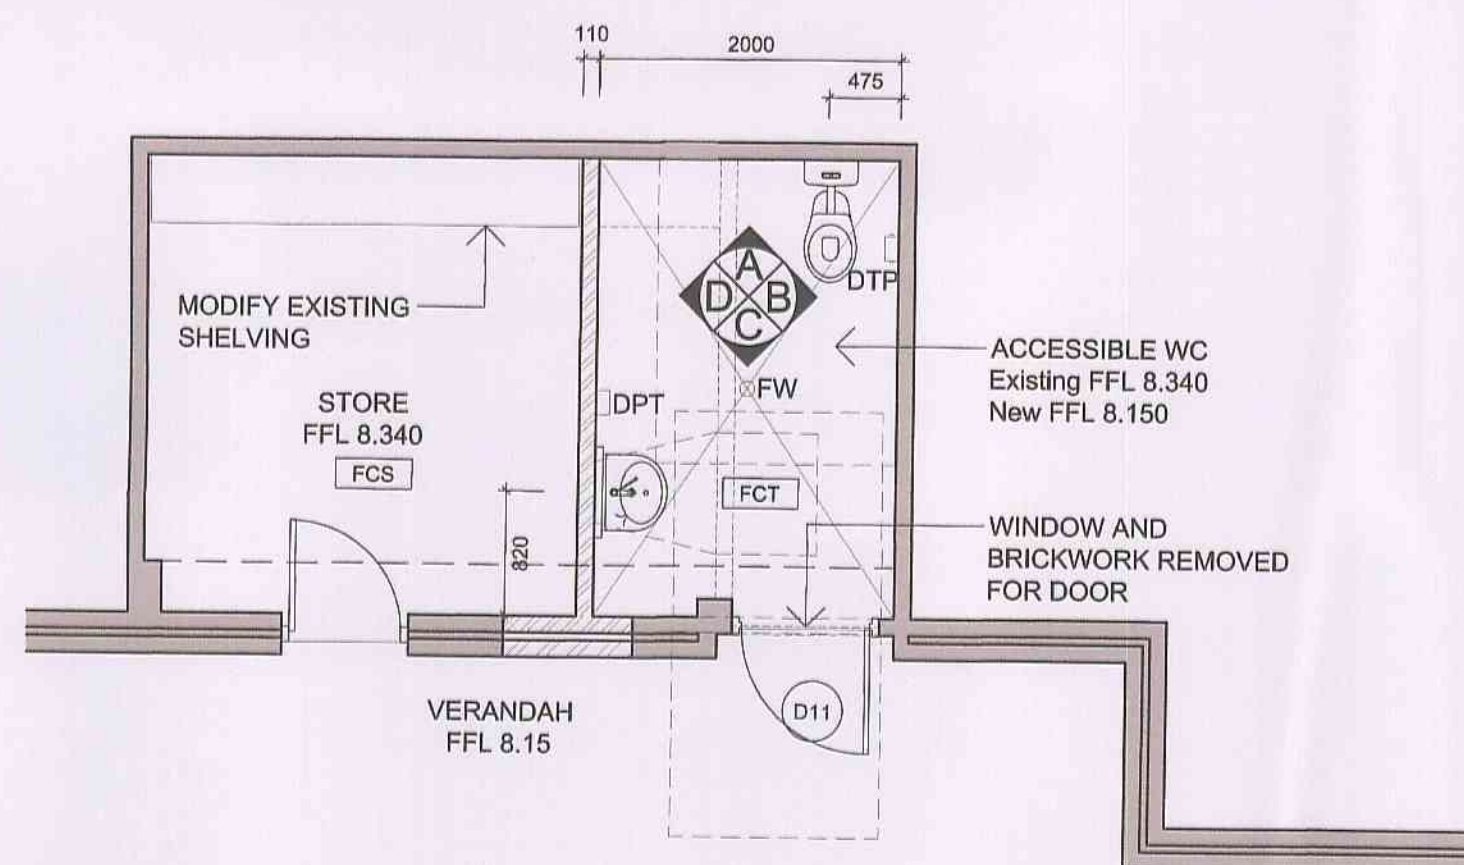 110
2000
475
A
D
B
C
DTP
MODIFY EXISTING
SHELVING
ACCESSIBLE WC
Existing FFL 8.340
New FFL 8.150
STORE
FFL 8.340
FCS
DPT
FW
FCT
820
WINDOW AND
BRICKWORK REMOVED
FOR DOOR
VERANDAH
FFL 8.15
D11